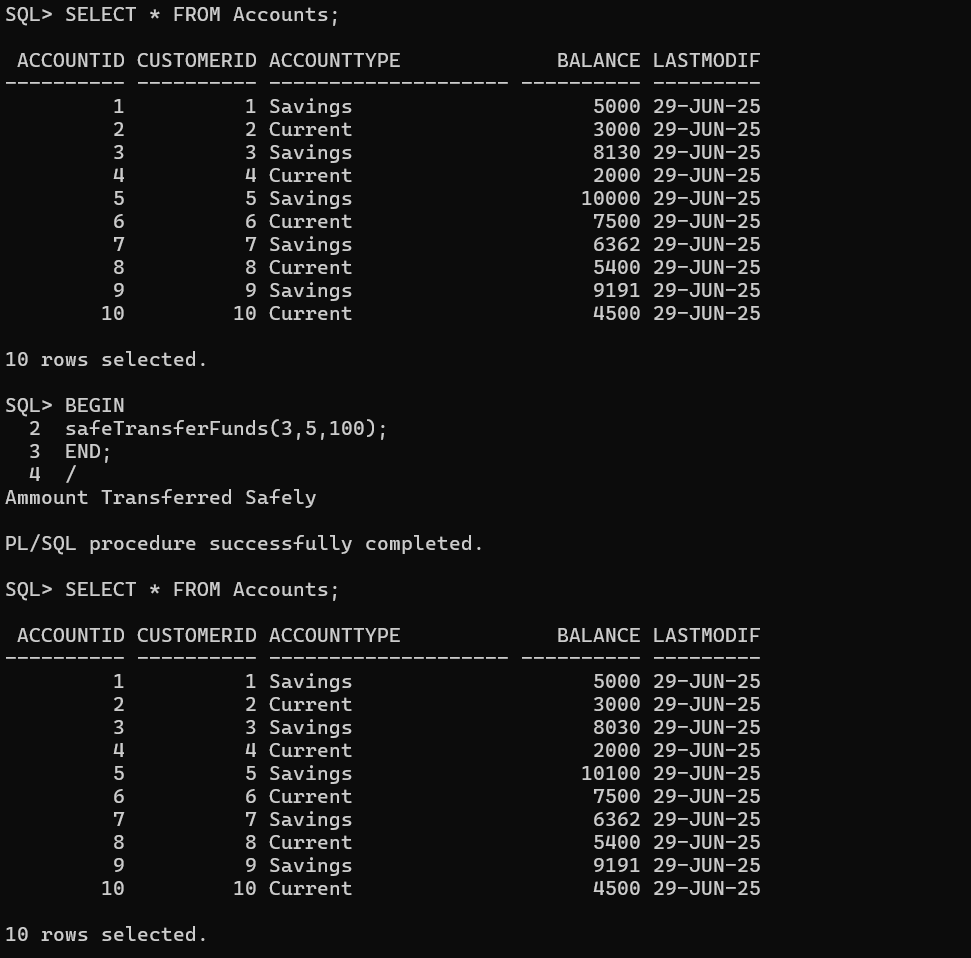 SQL> SELECT * FROM Accounts;

 ACCOUNTID CUSTOMERID ACCOUNTTYPE             BALANCE LASTMODIF
---------- ---------- -------------------- ---------- ---------
         1          1 Savings                    5000 29-JUN-25
         2          2 Current                    3000 29-JUN-25
         3          3 Savings                    8130 29-JUN-25
         4          4 Current                    2000 29-JUN-25
         5          5 Savings                   10000 29-JUN-25
         6          6 Current                    7500 29-JUN-25
         7          7 Savings                    6362 29-JUN-25
         8          8 Current                    5400 29-JUN-25
         9          9 Savings                    9191 29-JUN-25
        10         10 Current                    4500 29-JUN-25

10 rows selected.

SQL> BEGIN
  2  safeTransferFunds(3,5,100);
  3  END;
  4  /
Ammount Transferred Safely

PL/SQL procedure successfully completed.

SQL> SELECT * FROM Accounts;

 ACCOUNTID CUSTOMERID ACCOUNTTYPE             BALANCE LASTMODIF
---------- ---------- -------------------- ---------- ---------
         1          1 Savings                    5000 29-JUN-25
         2          2 Current                    3000 29-JUN-25
         3          3 Savings                    8030 29-JUN-25
         4          4 Current                    2000 29-JUN-25
         5          5 Savings                   10100 29-JUN-25
         6          6 Current                    7500 29-JUN-25
         7          7 Savings                    6362 29-JUN-25
         8          8 Current                    5400 29-JUN-25
         9          9 Savings                    9191 29-JUN-25
        10         10 Current                    4500 29-JUN-25

10 rows selected.